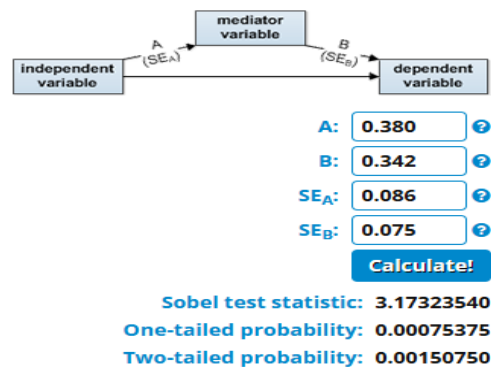 mediator
variable
A
(SEA)
B
(SEB)
independent
variable
dependent
variable
A: 0.380 ?
B: 0.342 ?
SEA: 0.086 ?
SEB: 0.075 ?
Calculate!
Sobel test statistic: 3.17323540
One-tailed probability: 0.00075375
Two-tailed probability: 0.00150750